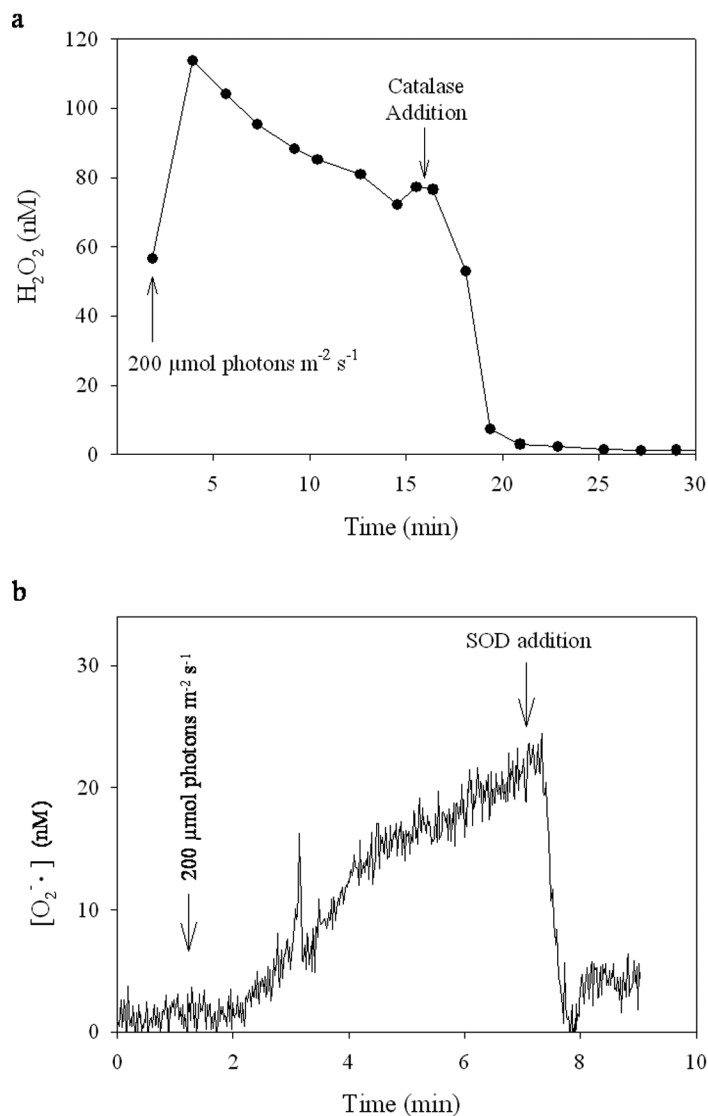 a
120
100
80
60
40
20
0
H₂O₂ (nM)
Catalase
Addition
200 µmol photons m⁻² s⁻¹
5 10 15 20 25 30
Time (min)
b
30
20
10
0
[O₂⁻·] (nM)
200 µmol photons m⁻² s⁻¹
SOD addition
0 2 4 6 8 10
Time (min)